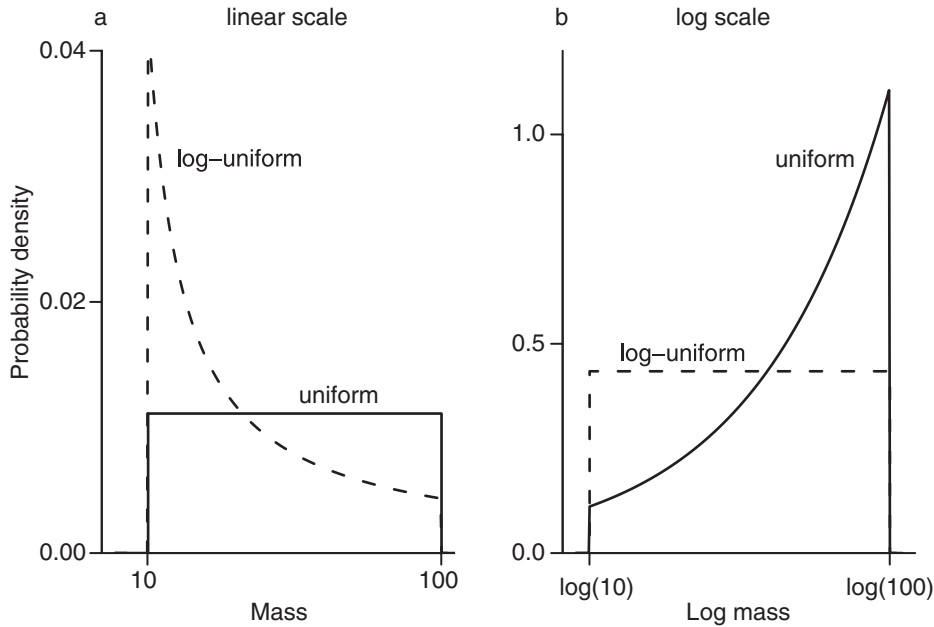 a linear scale
0.04
log–uniform
Probability density
0.02
uniform
0.00
10 100
Mass
b log scale
1.0
uniform
0.5
log–uniform
0.0
log(10) log(100)
Log mass